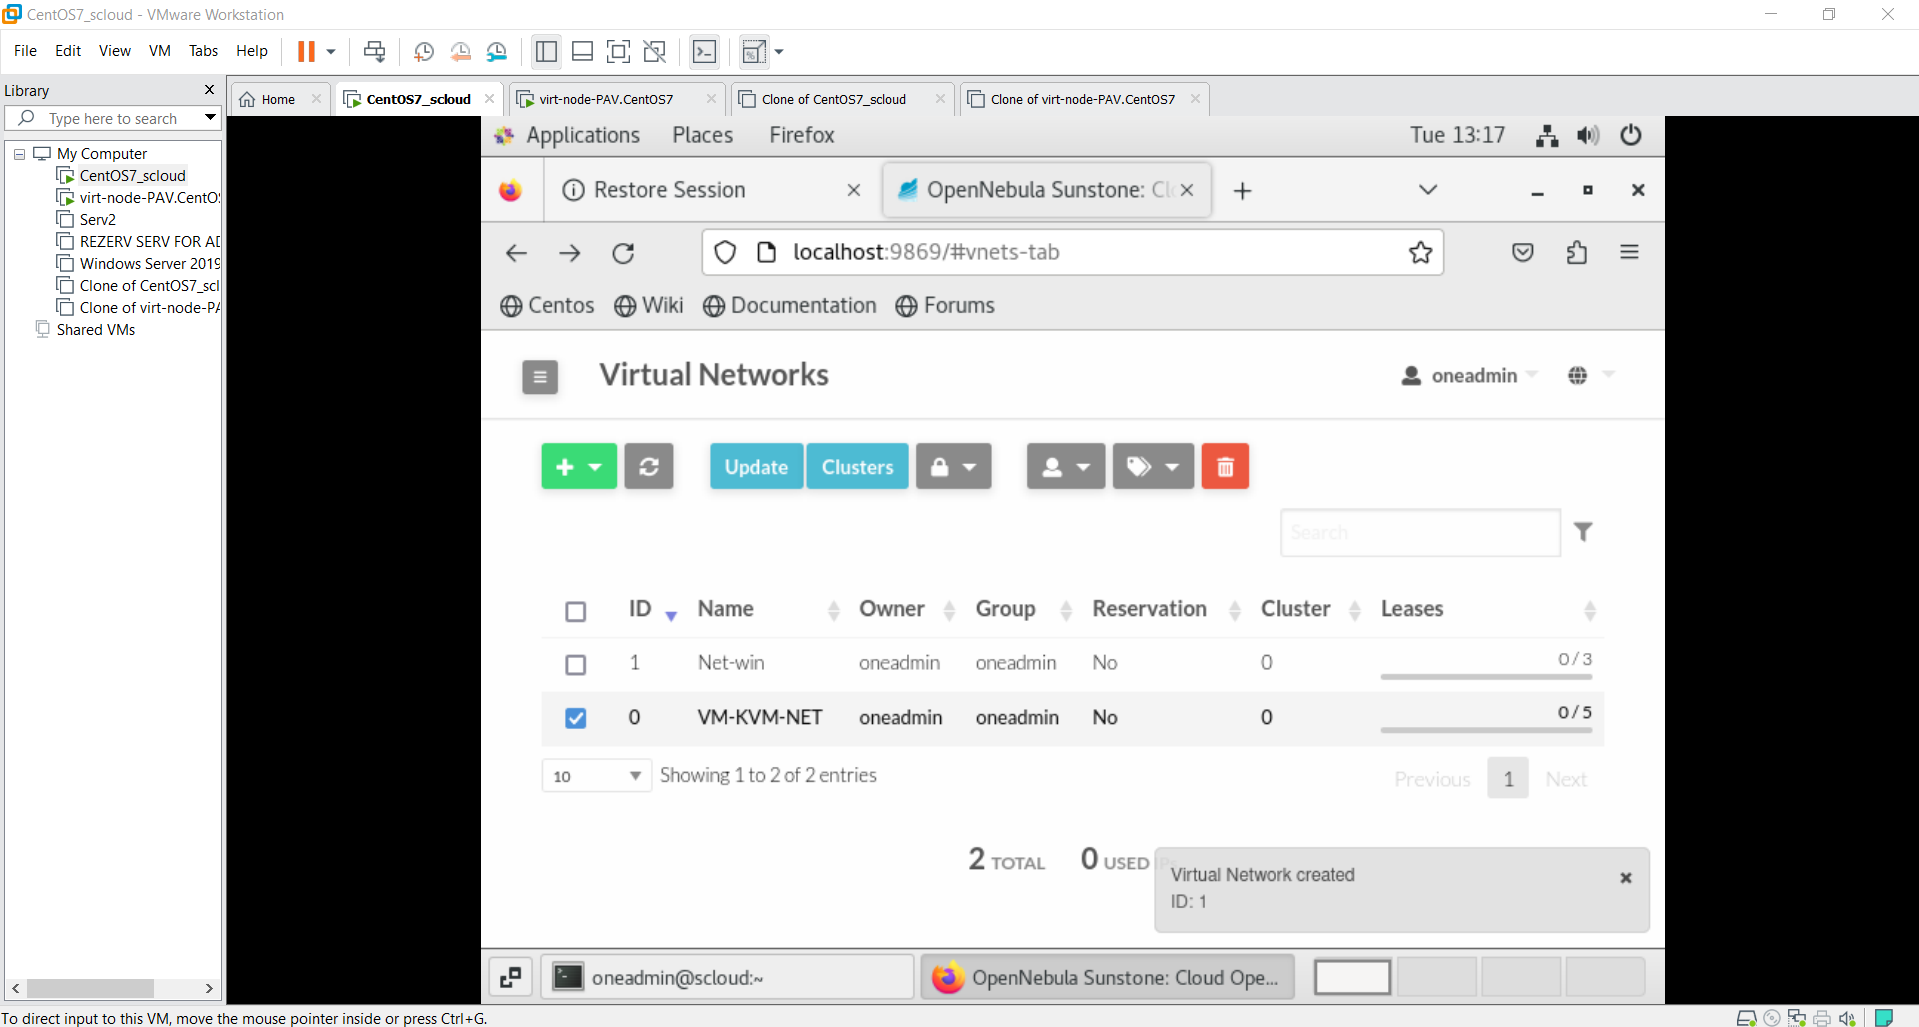 CentOS7_scloud - VMware Workstation
File Edit View VM Tabs Help
Library
Type here to search
My Computer
CentOS7_scloud
virt-node-PAV.CentOS
Serv2
REZERV SERV FOR AD
Windows Server 2019
Clone of CentOS7_scl
Clone of virt-node-PA
Shared VMs
Home CentOS7_scloud virt-node-PAV.CentOS7 Clone of CentOS7_scloud Clone of virt-node-PAV.CentOS7
Applications Places Firefox Tue 13:17
Restore Session OpenNebula Sunstone: Cl
localhost:9869/#vnets-tab
Centos Wiki Documentation Forums
Virtual Networks oneadmin
Update Clusters
Search
ID Name Owner Group Reservation Cluster Leases
1 Net-win oneadmin oneadmin No 0 0 / 3
0 VM-KVM-NET oneadmin oneadmin No 0 0 / 5
10 Showing 1 to 2 of 2 entries Previous 1 Next
2 TOTAL 0 USED IPs
Virtual Network created
ID: 1
oneadmin@scloud:~ OpenNebula Sunstone: Cloud Ope...
To direct input to this VM, move the mouse pointer inside or press Ctrl+G.